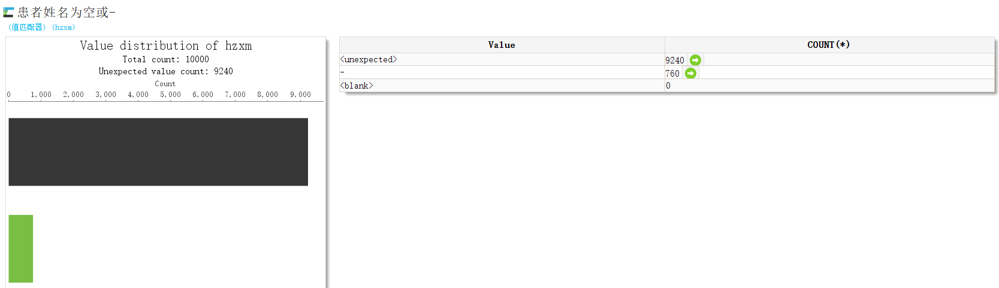 患者姓名为空或-
(值匹配器) (hzxm)
Value distribution of hzxm
Total count: 10000
Unexpected value count: 9240
Count
0 1,000 2,000 3,000 4,000 5,000 6,000 7,000 8,000 9,000
Value COUNT(*)
<unexpected> 9240
- 760
<blank> 0